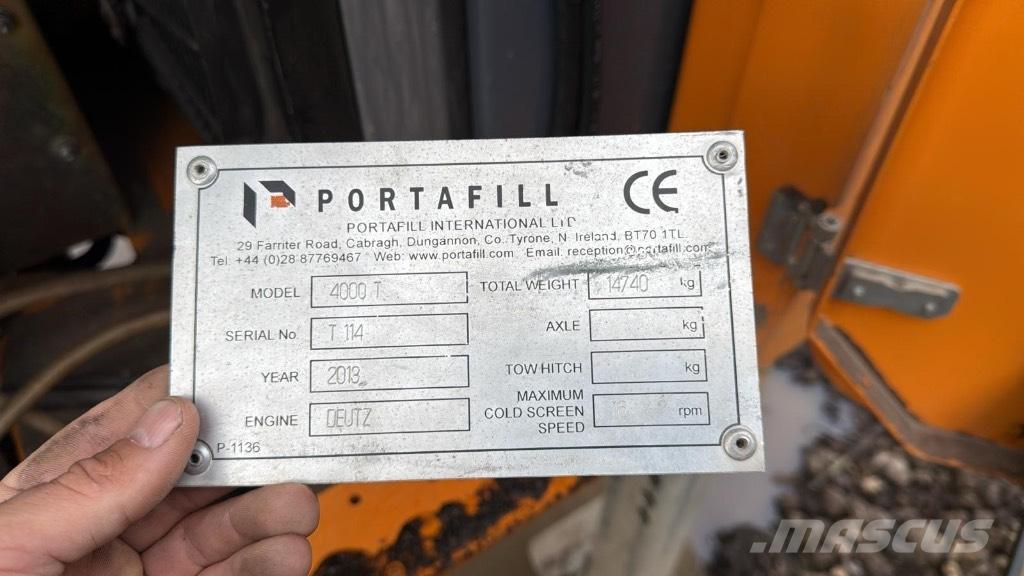 PORTAFILL CE
PORTAFILL INTERNATIONAL LTD
29 Farriter Road, Cabragh, Dungannon, Co. Tyrone, N. Ireland, BT70 1TL.
Tel: +44 (0)28 87769467 Web: www.portafill.com Email: reception@portafill.com
MODEL 4000 T TOTAL WEIGHT 14740 kg
SERIAL No. T 114 AXLE kg
YEAR 2013 TOW HITCH kg
ENGINE DEUTZ MAXIMUM
COLD SCREEN rpm
SPEED
P-1136
MASCUS